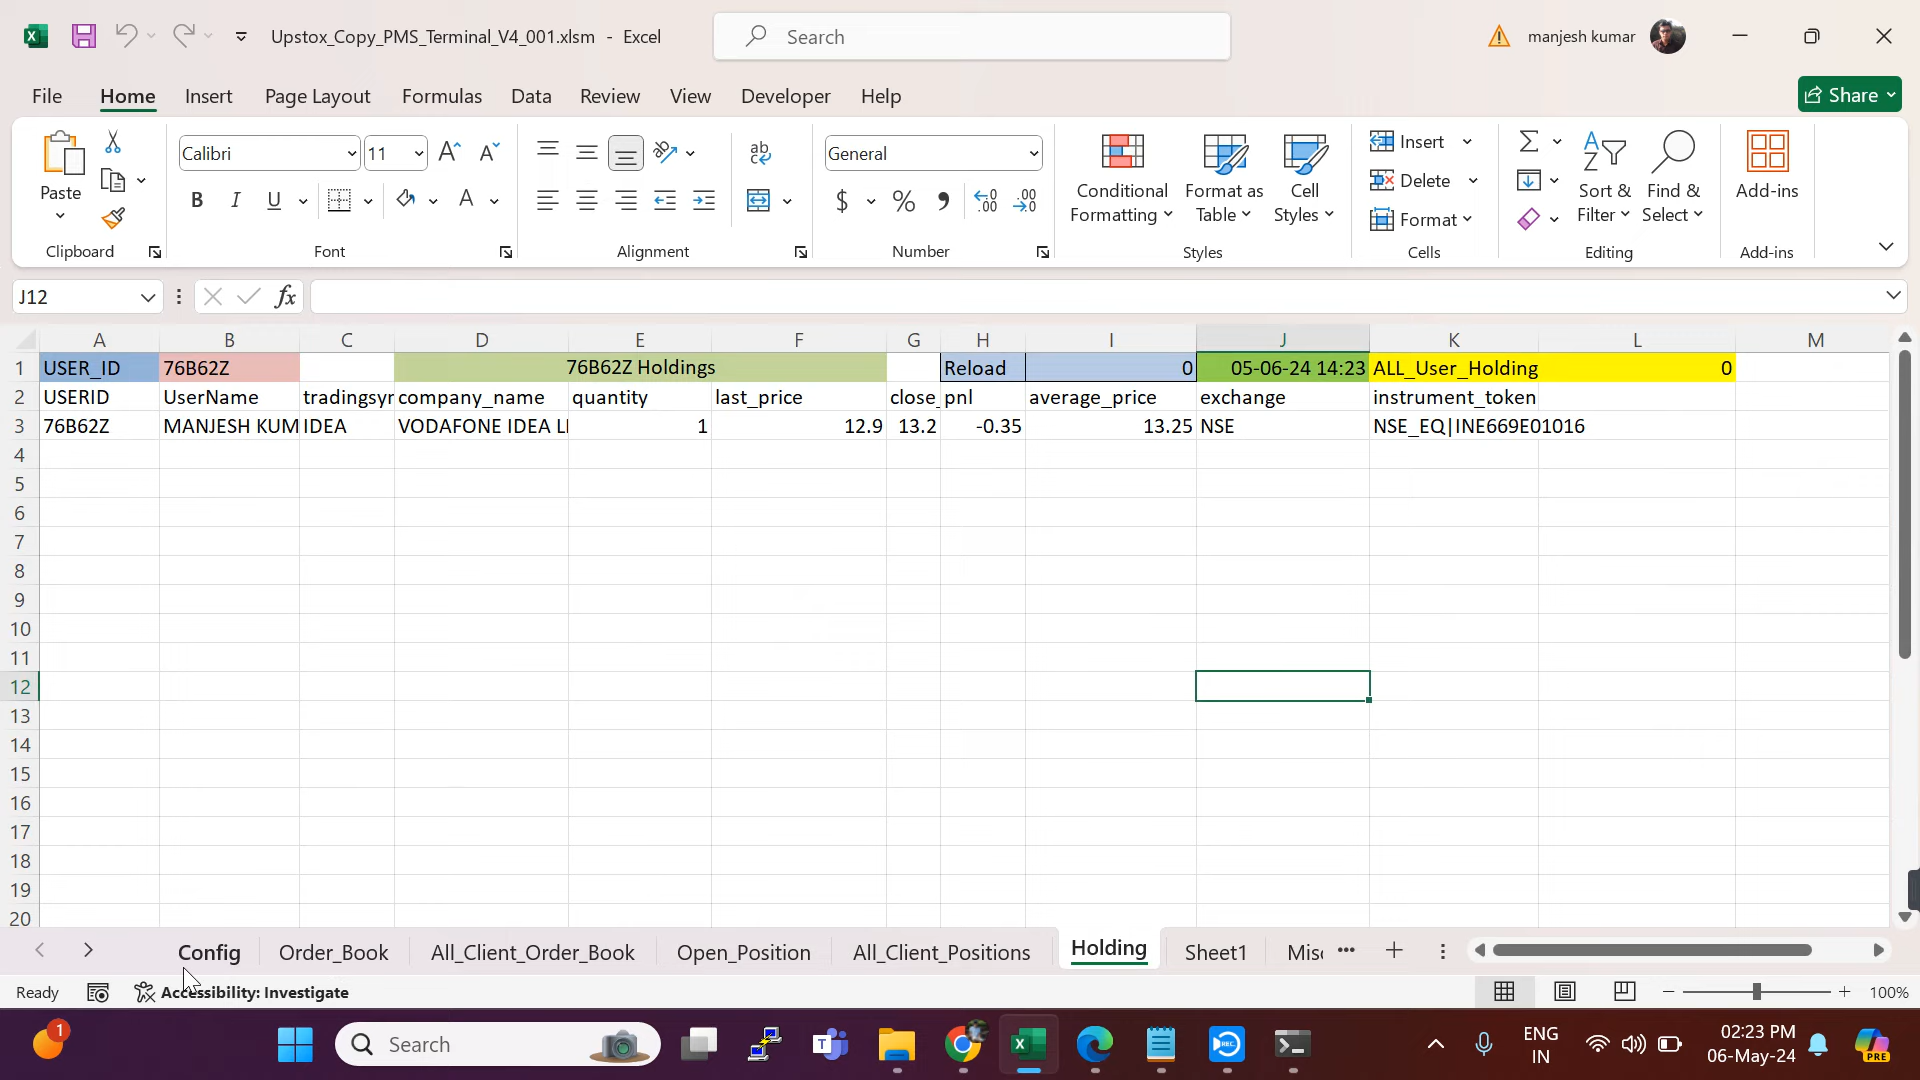 Upstox_Copy_PMS_Terminal_V4_001.xlsm - Excel
Search
manjesh kumar
File Home Insert Page Layout Formulas Data Review View Developer Help
Share
Paste
Clipboard
Calibri 11
B I U
Font
ab
Alignment
General
$ % 9
Number
Conditional Formatting
Format as Table
Cell Styles
Styles
Insert
Delete
Format
Cells
Sort & Filter
Find & Select
Editing
Add-ins
Add-ins
J12
fx
A B C D E F G H I J K L M
1 USER_ID 76B62Z 76B62Z Holdings Reload 0 05-06-24 14:23 ALL_User_Holding 0
2 USERID UserName tradingsyr company_name quantity last_price close_ pnl average_price exchange instrument_token
3 76B62Z MANJESH KUM IDEA VODAFONE IDEA LI 1 12.9 13.2 -0.35 13.25 NSE NSE_EQ|INE669E01016
4
5
6
7
8
9
10
11
12
13
14
15
16
17
18
19
20
Config Order_Book All_Client_Order_Book Open_Position All_Client_Positions Holding Sheet1 Misc
Ready Accessibility: Investigate 100%
1
Search
ENG
IN
02:23 PM
06-May-24
PRE